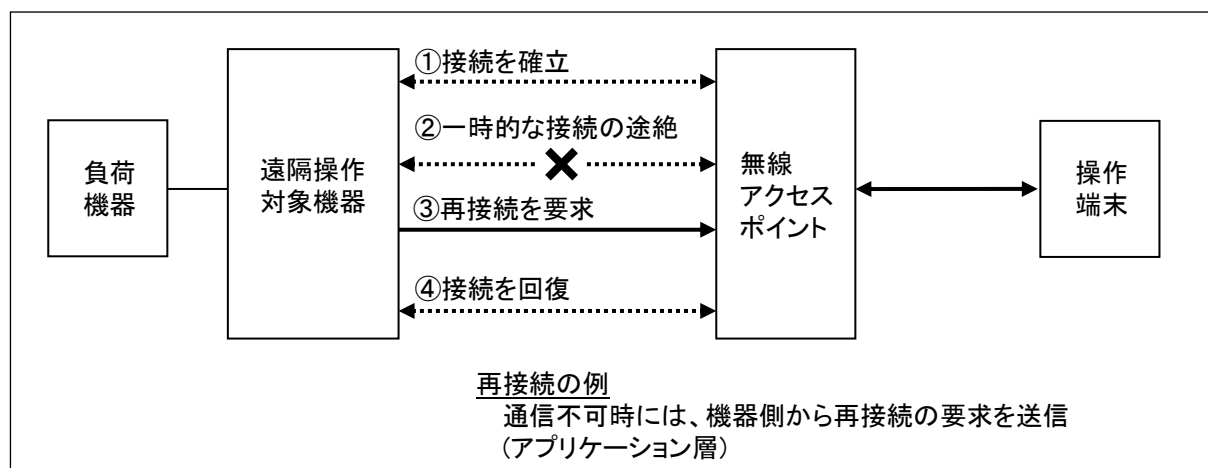 ①接続を確立
②一時的な接続の途絶
負荷
機器
遠隔操作
対象機器
③再接続を要求
④接続を回復
無線
アクセス
ポイント
操作
端末
再接続の例
通信不可時には、機器側から再接続の要求を送信
(アプリケーション層)